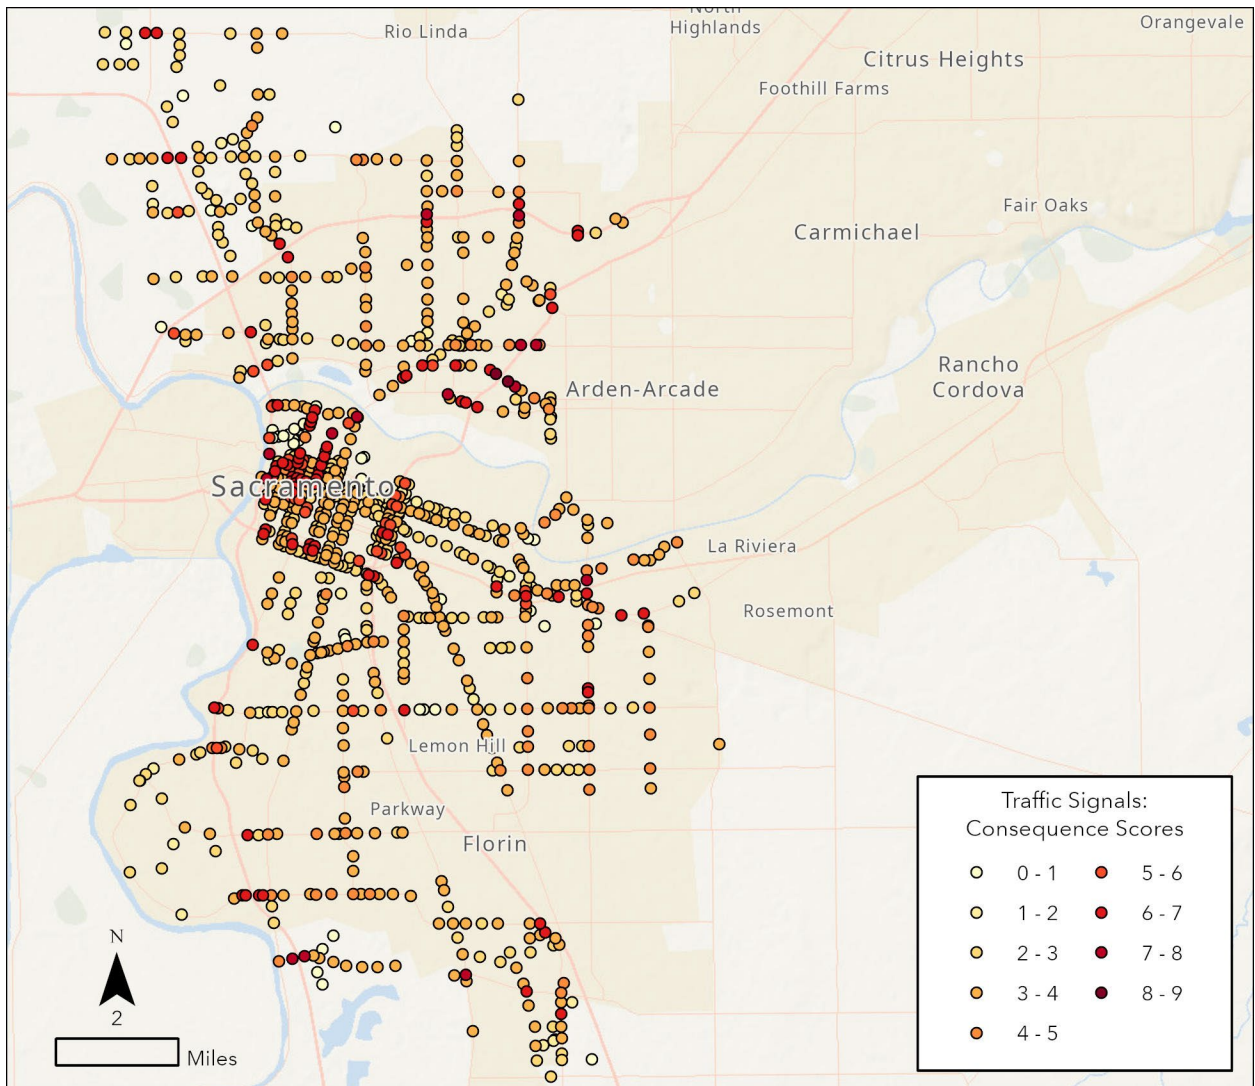 North
Highlands
Orangevale
Rio Linda
Citrus Heights
Foothill Farms
Fair Oaks
Carmichael
Rancho
Cordova
Arden-Arcade
Sacramento
La Riviera
Rosemont
Lemon Hill
Parkway
Florin
Traffic Signals:
Consequence Scores
0 - 1
5 - 6
1 - 2
6 - 7
2 - 3
7 - 8
3 - 4
8 - 9
4 - 5
N
2
Miles